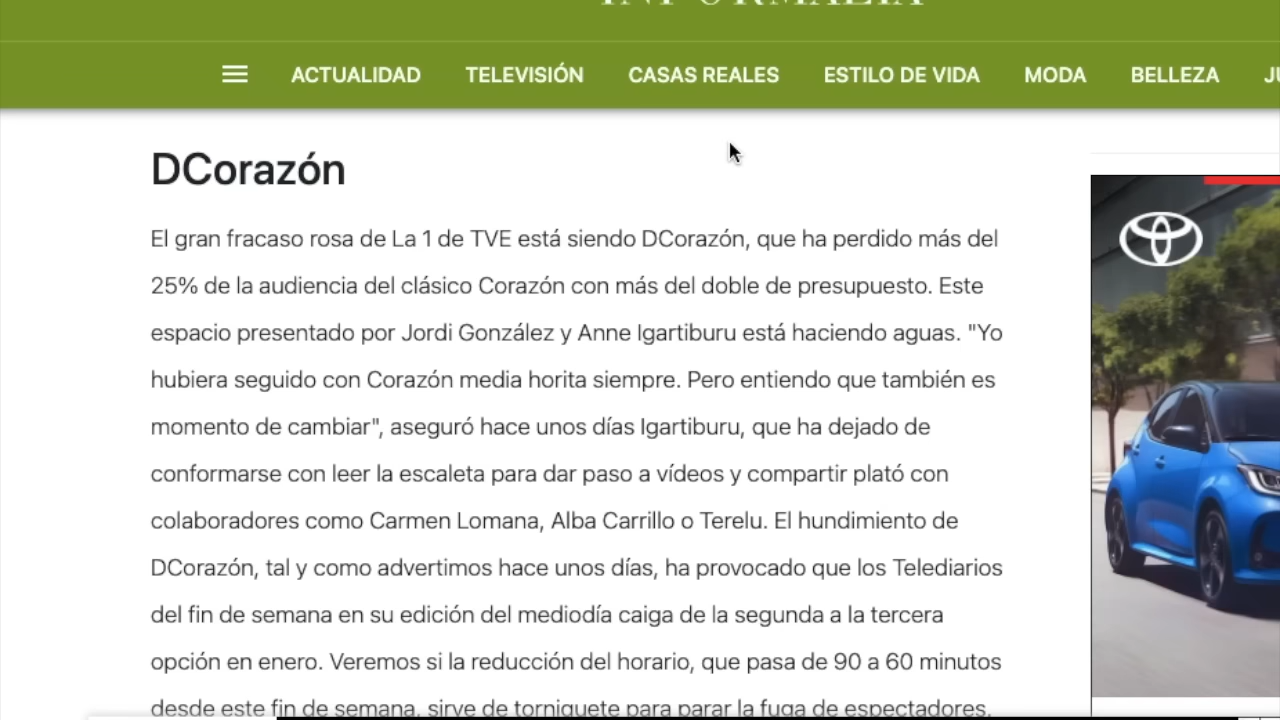 INFORMALIA
ACTUALIDAD TELEVISIÓN CASAS REALES ESTILO DE VIDA MODA BELLEZA
DCorazón
El gran fracaso rosa de La 1 de TVE está siendo DCorazón, que ha perdido más del
25% de la audiencia del clásico Corazón con más del doble de presupuesto. Este
espacio presentado por Jordi González y Anne Igartiburu está haciendo aguas. "Yo
hubiera seguido con Corazón media horita siempre. Pero entiendo que también es
momento de cambiar", aseguró hace unos días Igartiburu, que ha dejado de
conformarse con leer la escaleta para dar paso a vídeos y compartir plató con
colaboradores como Carmen Lomana, Alba Carrillo o Terelu. El hundimiento de
DCorazón, tal y como advertimos hace unos días, ha provocado que los Telediarios
del fin de semana en su edición del mediodía caiga de la segunda a la tercera
opción en enero. Veremos si la reducción del horario, que pasa de 90 a 60 minutos
desde este fin de semana, sirve de torniquete para parar la fuga de espectadores.